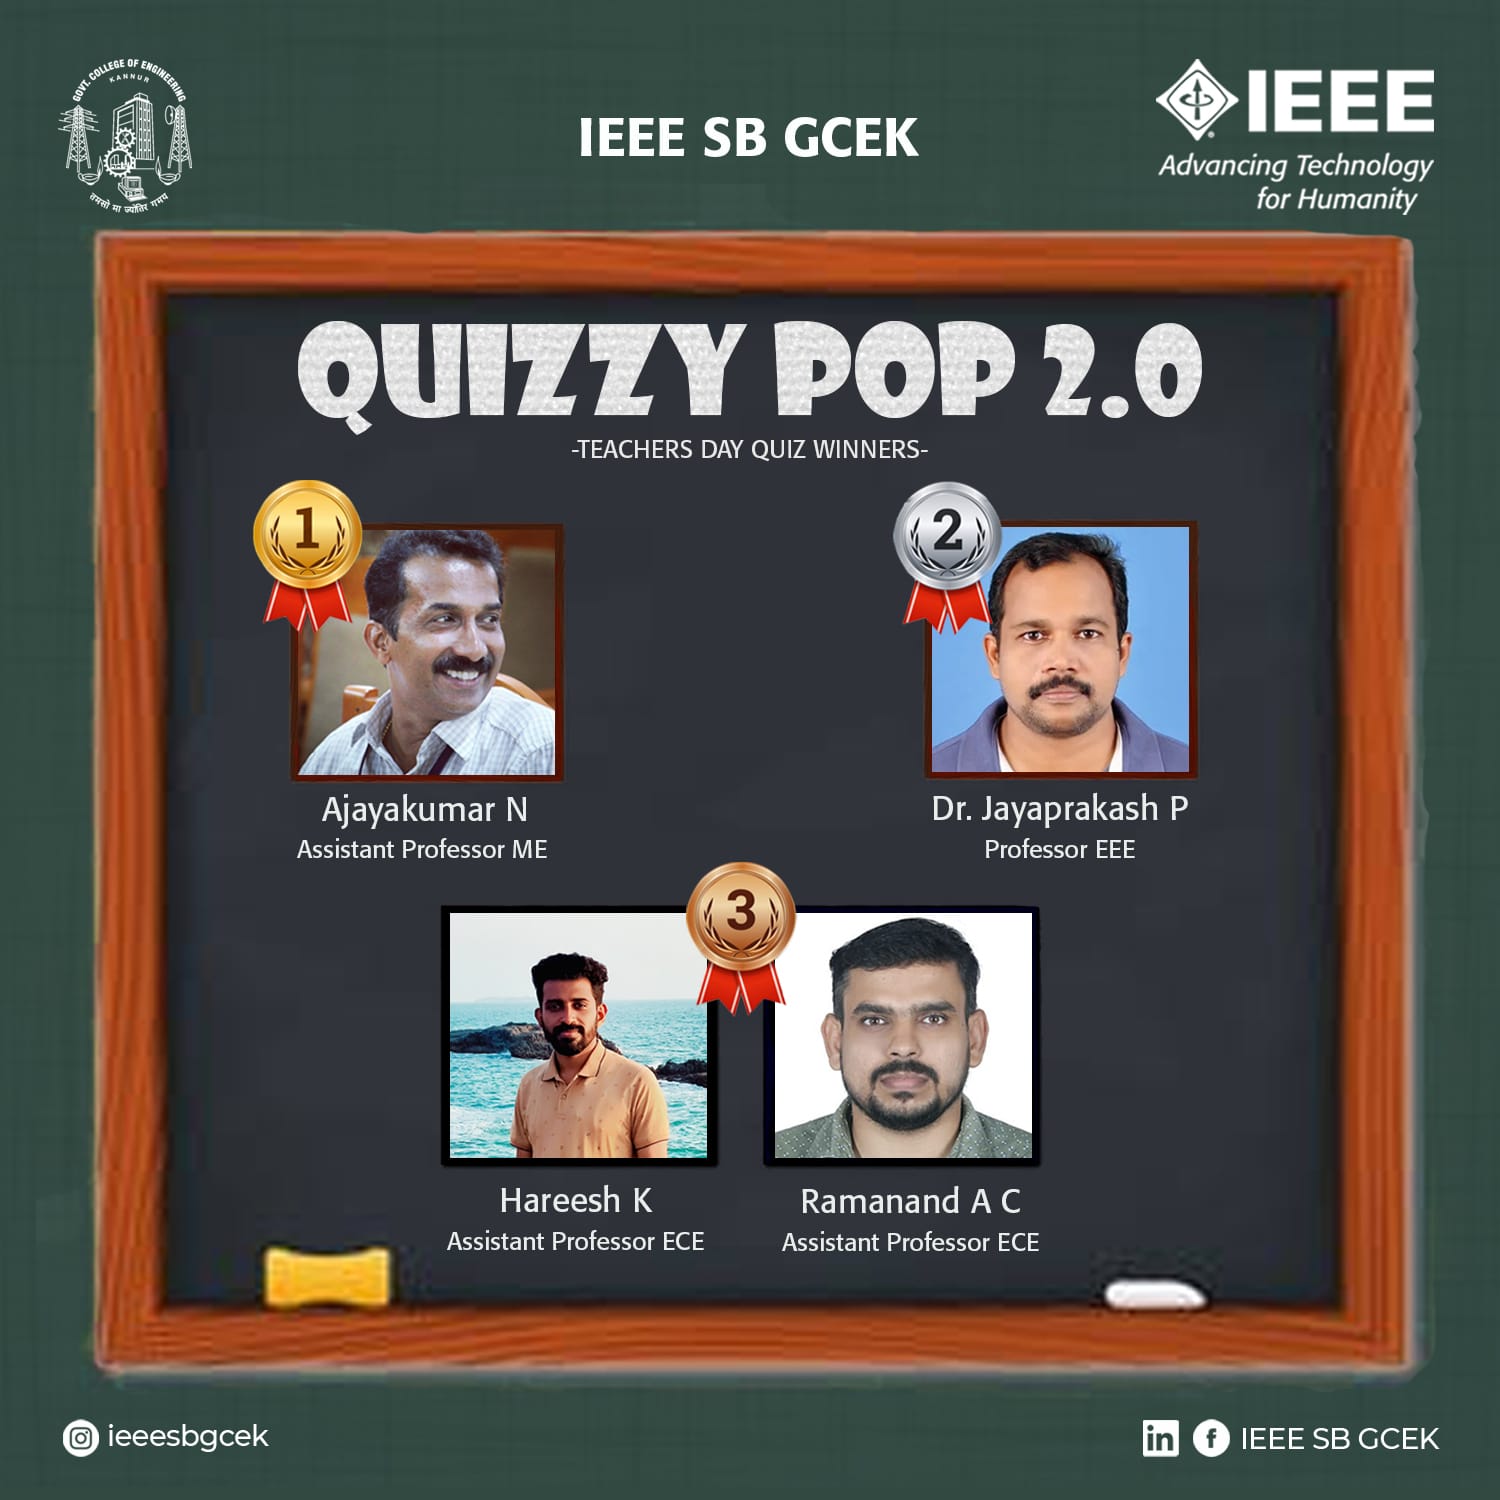 GOVT. COLLEGE OF ENGINEERING
KANNUR
तमसो मा ज्योतिर गमय
IEEE SB GCEK
IEEE
Advancing Technology
for Humanity
QUIZZY POP 2.0
-TEACHERS DAY QUIZ WINNERS-
1
2
Ajayakumar N
Assistant Professor ME
Dr. Jayaprakash P
Professor EEE
3
Hareesh K
Assistant Professor ECE
Ramanand A C
Assistant Professor ECE
ieeesbgcek
in
f
IEEE SB GCEK